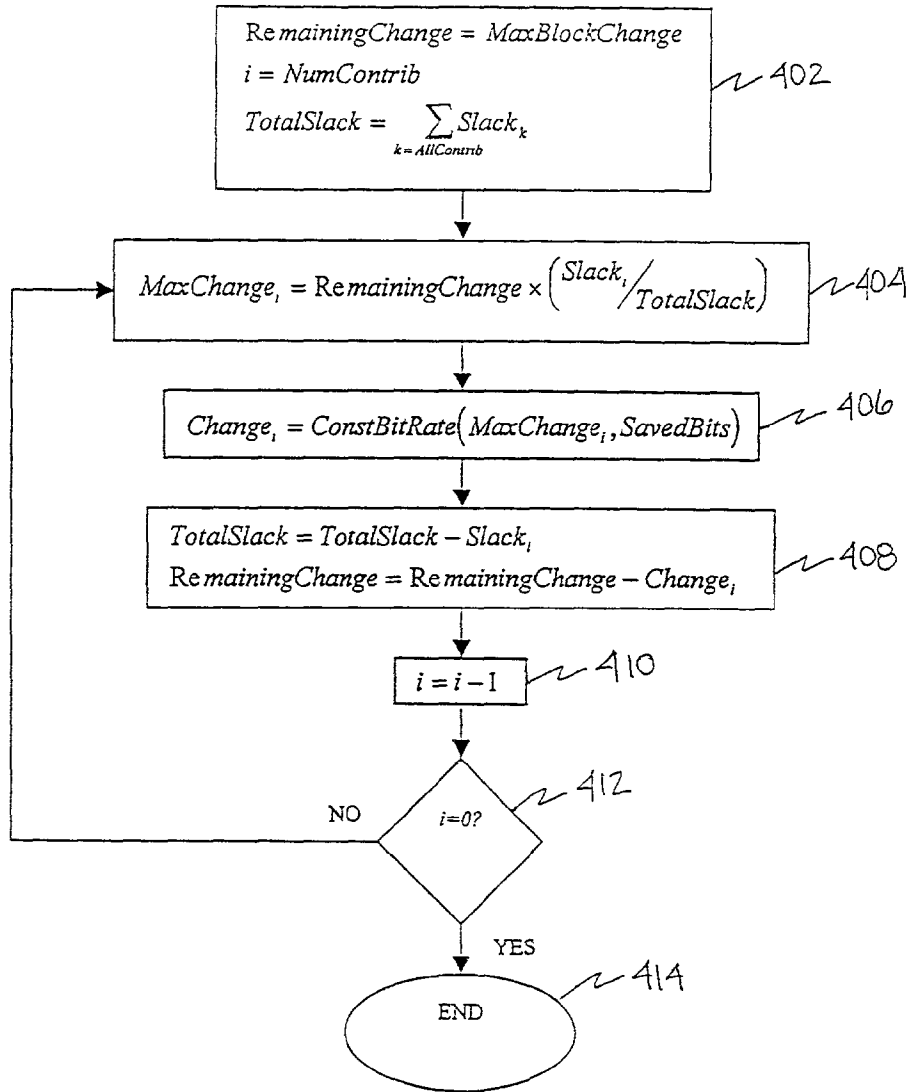 RemainingChange = MaxBlockChange
i = NumContrib
TotalSlack = ∑ Slack_k
k = AllContrib
402
MaxChange_i = RemainingChange × (Slack_i / TotalSlack)
404
Change_i = ConstBitRate(MaxChange_i, SavedBits)
406
TotalSlack = TotalSlack − Slack_i
RemainingChange = RemainingChange − Change_i
408
i = i − 1
410
i=0?
412
NO
YES
END
414